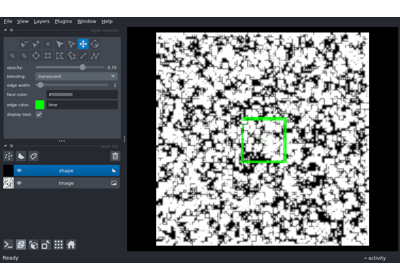 File View Layers Plugins Window Help
layer controls
opacity: 0.70
blending: translucent
edge width: 1
face color: #00000000
edge color: lime
display text:
layer list
shape
image
Ready
activity